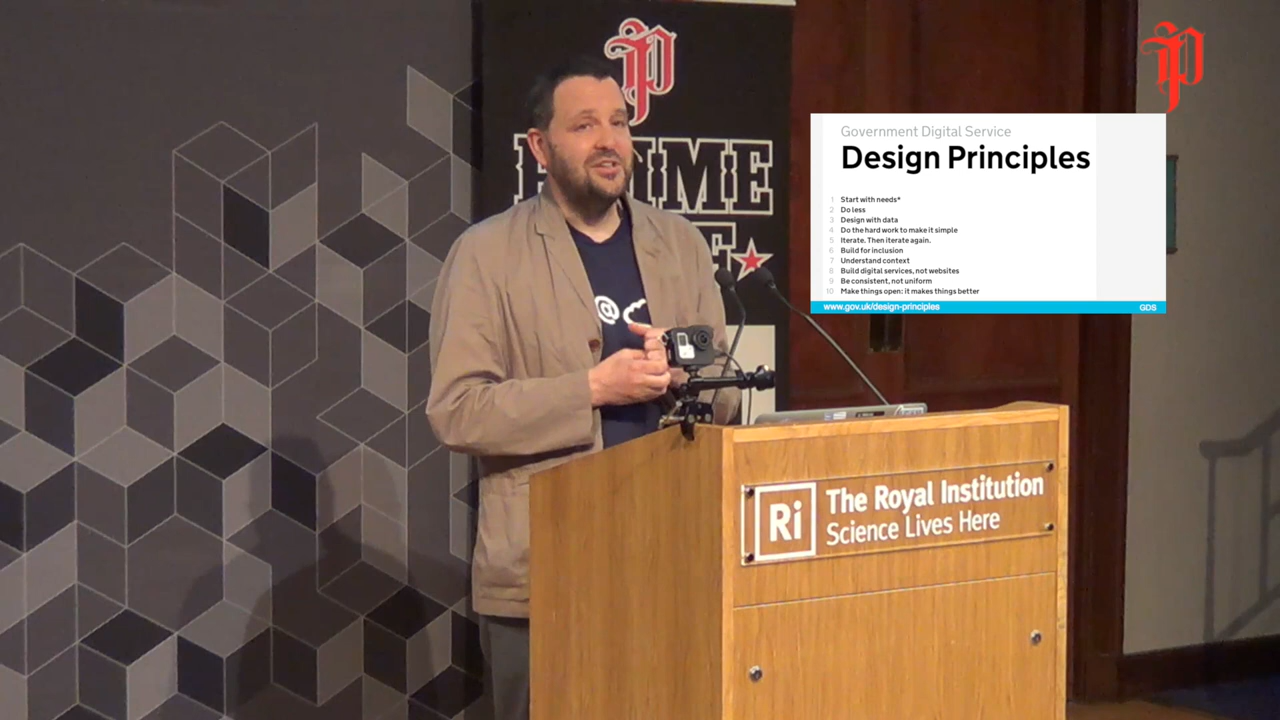 IP
IME
@
IP
Government Digital Service
Design Principles
1 Start with needs*
2 Do less
3 Design with data
4 Do the hard work to make it simple
5 Iterate. Then iterate again.
6 Build for inclusion
7 Understand context
8 Build digital services, not websites
9 Be consistent, not uniform
10 Make things open: it makes things better
www.gov.uk/design-principles
GDS
Ri
The Royal Institution
Science Lives Here